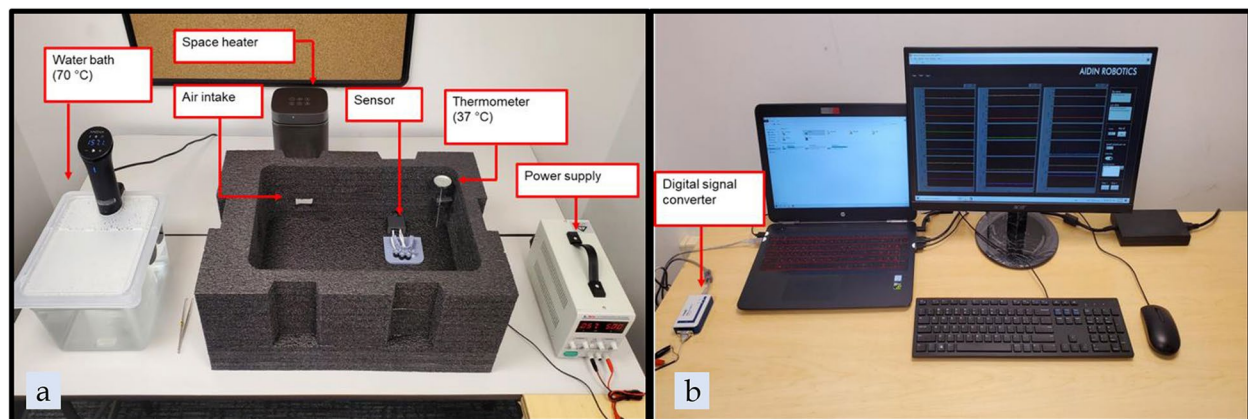 Space heater
Water bath
(70 °C)
Air intake
Sensor
Thermometer
(37 °C)
Power supply
a
Digital signal
converter
AIDIN ROBOTICS
b